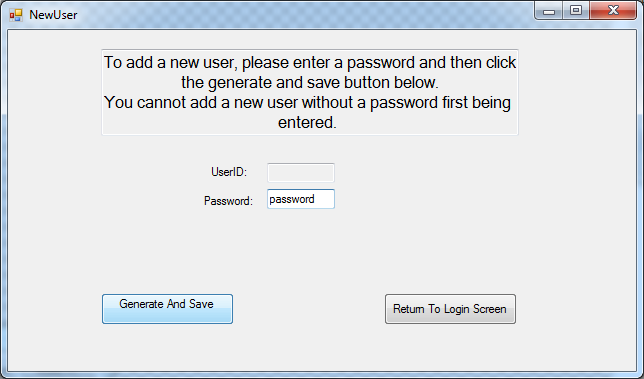 NewUser
To add a new user, please enter a password and then click
the generate and save button below.
You cannot add a new user without a password first being
entered.
UserID:
Password: password
Generate And Save
Return To Login Screen